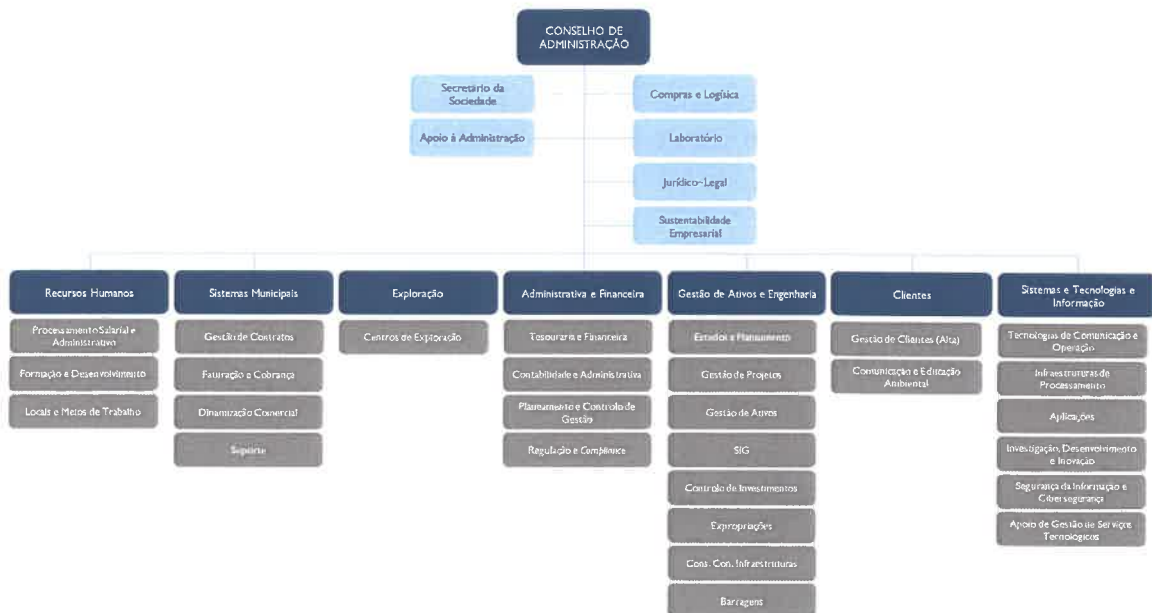 CONSELHO DE
ADMINISTRAÇÃO
Secretário da
Sociedade
Compras e Logísica
Apoio à Administração
Laboratório
Jurídico-Legal
Sustentabilidade
Empresarial
Recursos Humanos
Processamento Salarial e
Administrativo
Formação e Desenvolvimento
Locais e Meios de Trabalho
Sistemas Municipais
Gestão de Contratos
Faturação e Cobrança
Dinamização Comercial
Suporte
Exploração
Centros de Exploração
Administrativa e Financeira
Tesouraria e Financeira
Contabilidade e Administrativa
Planeamento e Controlo de
Gestão
Regulação e Compliance
Gestão de Ativos e Engenharia
Estudos e Planeamento
Gestão de Projetos
Gestão de Ativos
SIG
Controlo de Investimentos
Expropriações
Cons. Con. Infraestruturas
Barragens
Clientes
Gestão de Clientes (Alta)
Comunicação e Educação
Ambiental
Sistemas e Tecnologias e
Informação
Tecnologias de Comunicação e
Operação
Infraestruturas de
Processamento
Aplicações
Investigação, Desenvolvimento
e Inovação
Segurança da Informação e
Cibersegurança
Apoio de Gestão de Serviços
Tecnológicos